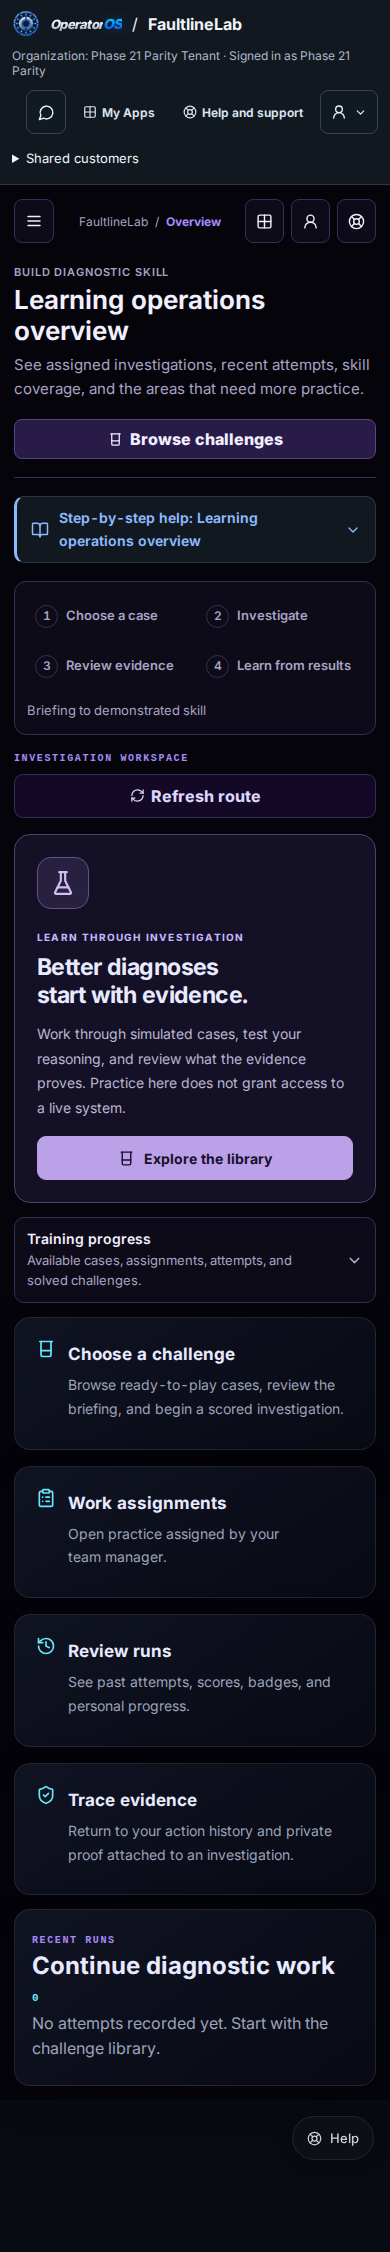 OperatorOS / FaultlineLab
Organization: Phase 21 Parity Tenant · Signed in as Phase 21
Parity
My Apps
Help and support
Shared customers
FaultlineLab / Overview
BUILD DIAGNOSTIC SKILL
Learning operations
overview
See assigned investigations, recent attempts, skill
coverage, and the areas that need more practice.
Browse challenges
Step-by-step help: Learning
operations overview
1 Choose a case
2 Investigate
3 Review evidence
4 Learn from results
Briefing to demonstrated skill
INVESTIGATION WORKSPACE
Refresh route
LEARN THROUGH INVESTIGATION
Better diagnoses
start with evidence.
Work through simulated cases, test your
reasoning, and review what the evidence
proves. Practice here does not grant access to
a live system.
Explore the library
Training progress
Available cases, assignments, attempts, and
solved challenges.
Choose a challenge
Browse ready-to-play cases, review the
briefing, and begin a scored investigation.
Work assignments
Open practice assigned by your
team manager.
Review runs
See past attempts, scores, badges, and
personal progress.
Trace evidence
Return to your action history and private
proof attached to an investigation.
RECENT RUNS
Continue diagnostic work
0
No attempts recorded yet. Start with the
challenge library.
Help